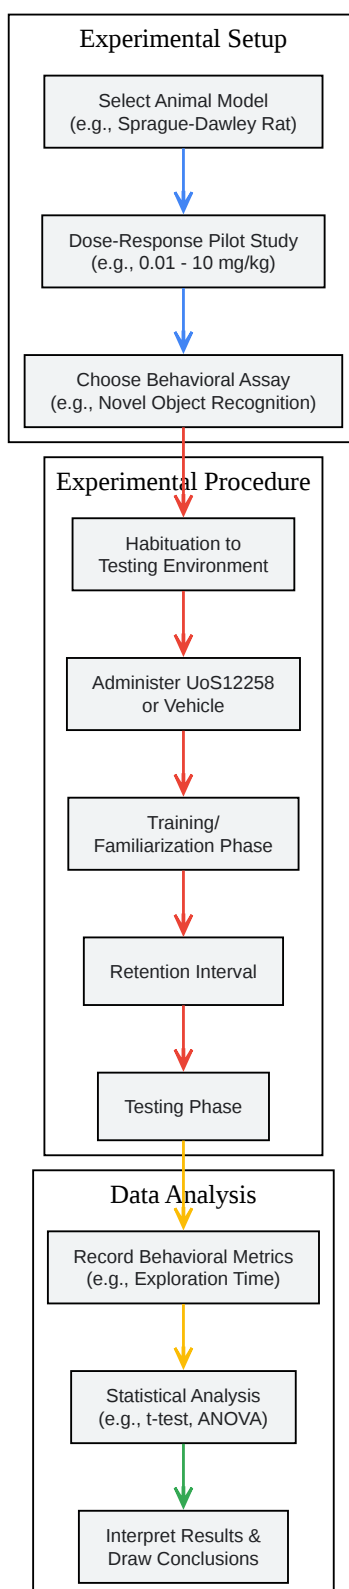 Experimental Setup
Select Animal Model
(e.g., Sprague-Dawley Rat)
Dose-Response Pilot Study
(e.g., 0.01 - 10 mg/kg)
Choose Behavioral Assay
(e.g., Novel Object Recognition)
Experimental Procedure
Habituation to
Testing Environment
Administer UoS12258
or Vehicle
Training/
Familiarization Phase
Retention Interval
Testing Phase
Data Analysis
Record Behavioral Metrics
(e.g., Exploration Time)
Statistical Analysis
(e.g., t-test, ANOVA)
Interpret Results &
Draw Conclusions